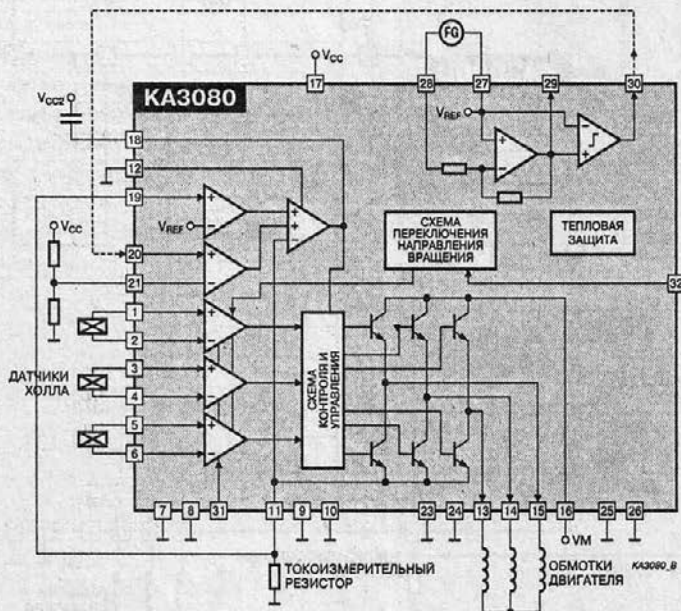 FG
VCC
VCC2
17
28
27
29
30
KA3080
18
12
19
VREF
VREF
VCC
20
21
СХЕМА
ПЕРЕКЛЮЧЕНИЯ
НАПРАВЛЕНИЯ
ВРАЩЕНИЯ
ТЕПЛОВАЯ
ЗАЩИТА
32
1
2
3
4
5
6
ДАТЧИКИ
ХОЛЛА
СХЕМА
КОНТРОЛЯ И
УПРАВЛЕНИЯ
7
8
31
11
9
10
23
24
13
14
15
16
25
26
VM
ТОКОИЗМЕРИТЕЛЬНЫЙ
РЕЗИСТОР
ОБМОТКИ
ДВИГАТЕЛЯ
KA3080_B